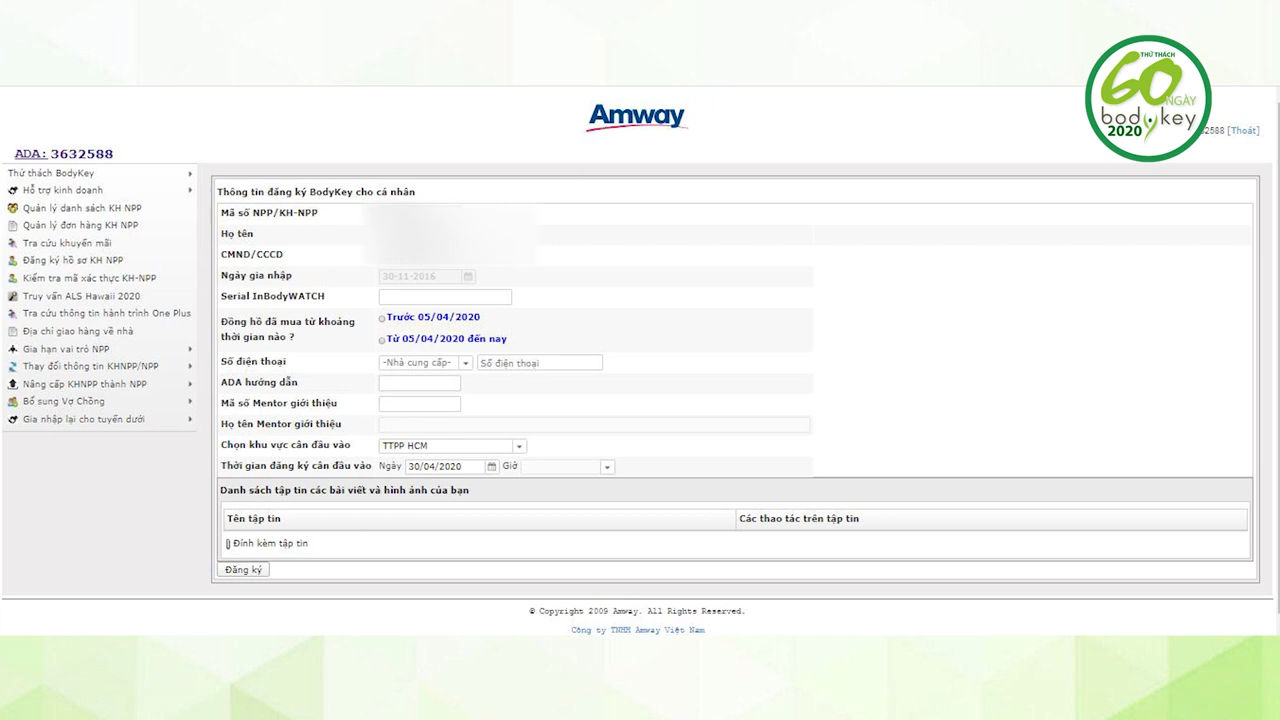 THỬ THÁCH
60
NGÀY
bodykey
2020
Amway
2588 [Thoát]
ADA: 3632588
Thử thách BodyKey
Hỗ trợ kinh doanh
Quản lý danh sách KH NPP
Quản lý đơn hàng KH NPP
Tra cứu khuyến mãi
Đăng ký hồ sơ KH NPP
Kiểm tra mã xác thực KH-NPP
Truy vấn ALS Hawaii 2020
Tra cứu thông tin hành trình One Plus
Địa chỉ giao hàng về nhà
Gia hạn vai trò NPP
Thay đổi thông tin KHNPP/NPP
Nâng cấp KHNPP thành NPP
Bổ sung Vợ Chồng
Gia nhập lại cho tuyến dưới
Thông tin đăng ký BodyKey cho cá nhân
Mã số NPP/KH-NPP
Họ tên
CMND/CCCD
Ngày gia nhập 30-11-2016
Serial InBodyWATCH
Đồng hồ đã mua từ khoảng
thời gian nào ?
Trước 05/04/2020
Từ 05/04/2020 đến nay
Số điện thoại -Nhà cung cấp- Số điện thoại
ADA hướng dẫn
Mã số Mentor giới thiệu
Họ tên Mentor giới thiệu
Chọn khu vực cân đầu vào TTPP HCM
Thời gian đăng ký cân đầu vào Ngày 30/04/2020 Giờ
Danh sách tập tin các bài viết và hình ảnh của bạn
Tên tập tin Các thao tác trên tập tin
Đính kèm tập tin
Đăng ký
© Copyright 2009 Amway. All Rights Reserved.
Công ty TNHH Amway Việt Nam